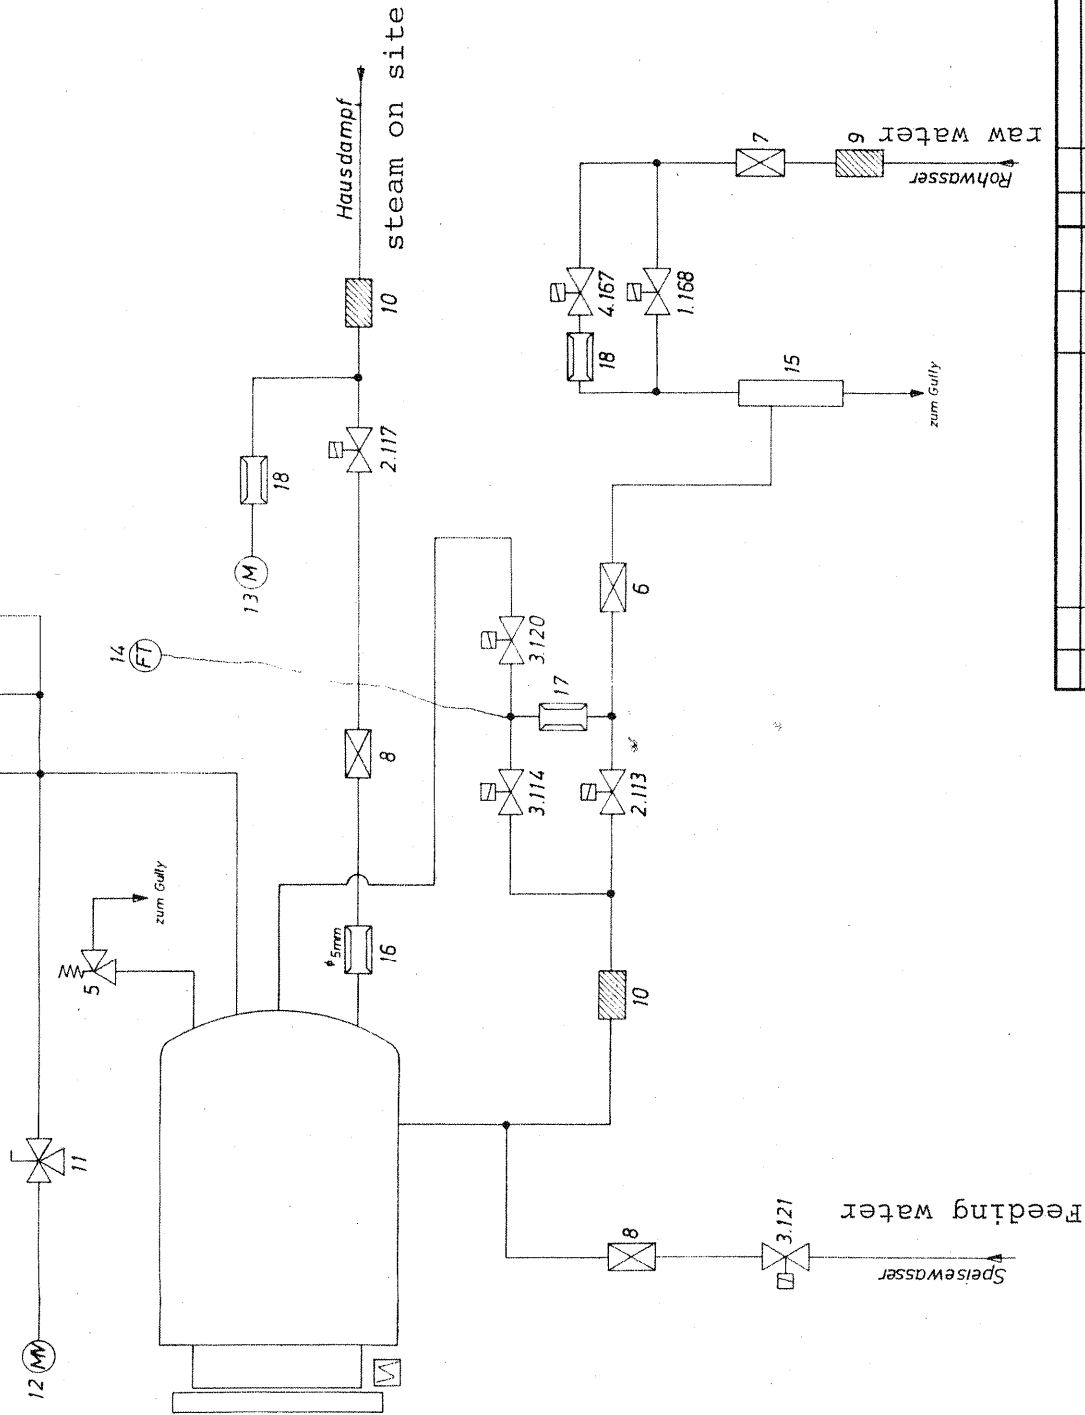 steam on site
Hausdampf
10
18
13 M
2.117
14 FT
8
7
raw water
9
Rohwasser
4.167
1.168
18
15
zum Gully
6
3.120
17
3.114
2.113
zum Gully
5
ϕ 5mm
16
10
11
12 MV
8
3.121
Feeding water
Speisewasser